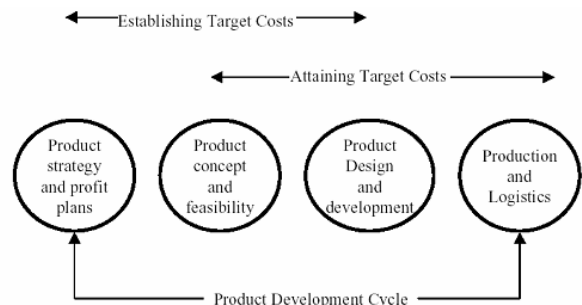 Establishing Target Costs
Attaining Target Costs
Product
strategy
and profit
plans
Product
concept
and
feasibility
Product
Design
and
development
Production
and
Logistics
Product Development Cycle